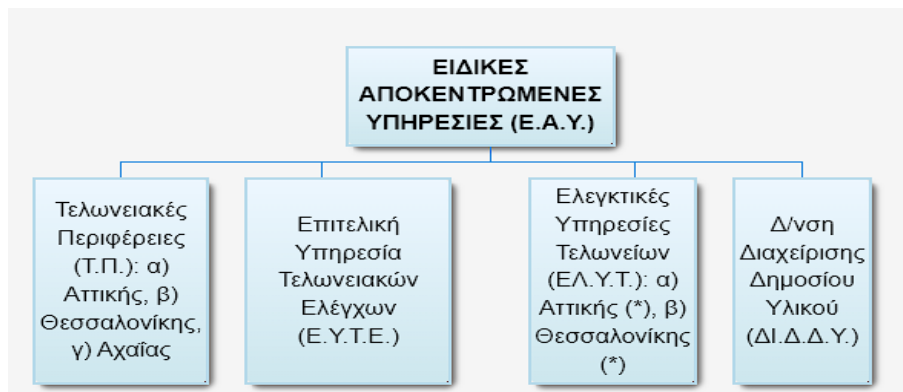 ΕΙΔΙΚΕΣ
ΑΠΟΚΕΝΤΡΩΜΕΝΕΣ
ΥΠΗΡΕΣΙΕΣ (Ε.Α.Υ.)
Τελωνειακές
Περιφέρειες
(Τ.Π.): α)
Αττικής, β)
Θεσσαλονίκης,
γ) Αχαΐας
Επιτελική
Υπηρεσία
Τελωνειακών
Ελέγχων
(Ε.Υ.Τ.Ε.)
Ελεγκτικές
Υπηρεσίες
Τελωνείων
(ΕΛ.Υ.Τ.): α)
Αττικής (*), β)
Θεσσαλονίκης
(*)
Δ/νση
Διαχείρισης
Δημοσίου
Υλικού
(ΔΙ.Δ.Δ.Υ.)